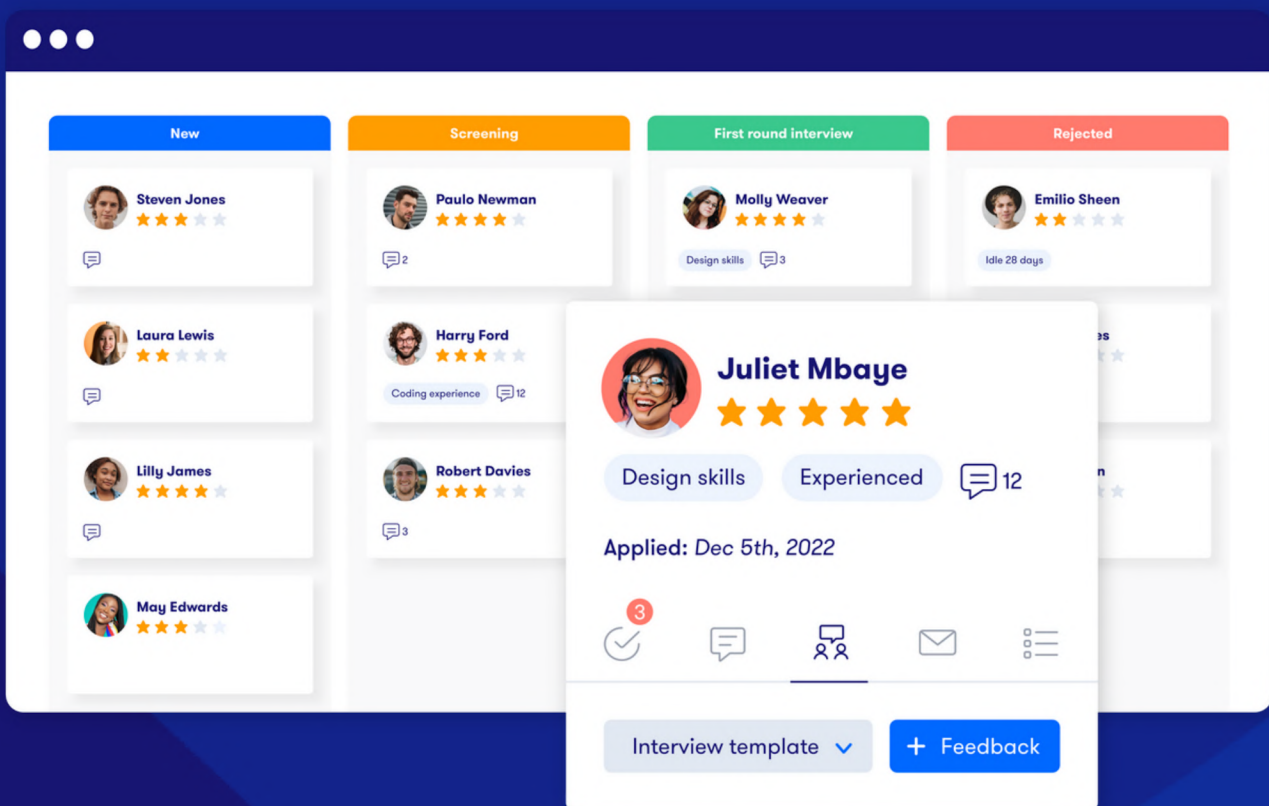 New
Screening
First round interview
Rejected
Steven Jones
Paulo Newman
2
Molly Weaver
Design skills
3
Emilio Sheen
Idle 28 days
Laura Lewis
Harry Ford
Coding experience
12
Lilly James
Robert Davies
3
May Edwards
Juliet Mbaye
Design skills
Experienced
12
Applied: Dec 5th, 2022
3
Interview template
+ Feedback